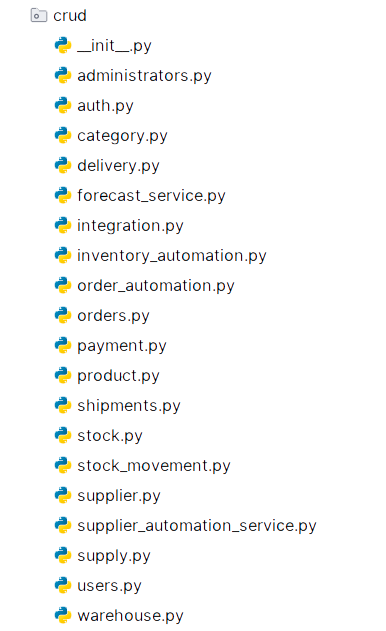 crud
__init__.py
administrators.py
auth.py
category.py
delivery.py
forecast_service.py
integration.py
inventory_automation.py
order_automation.py
orders.py
payment.py
product.py
shipments.py
stock.py
stock_movement.py
supplier.py
supplier_automation_service.py
supply.py
users.py
warehouse.py